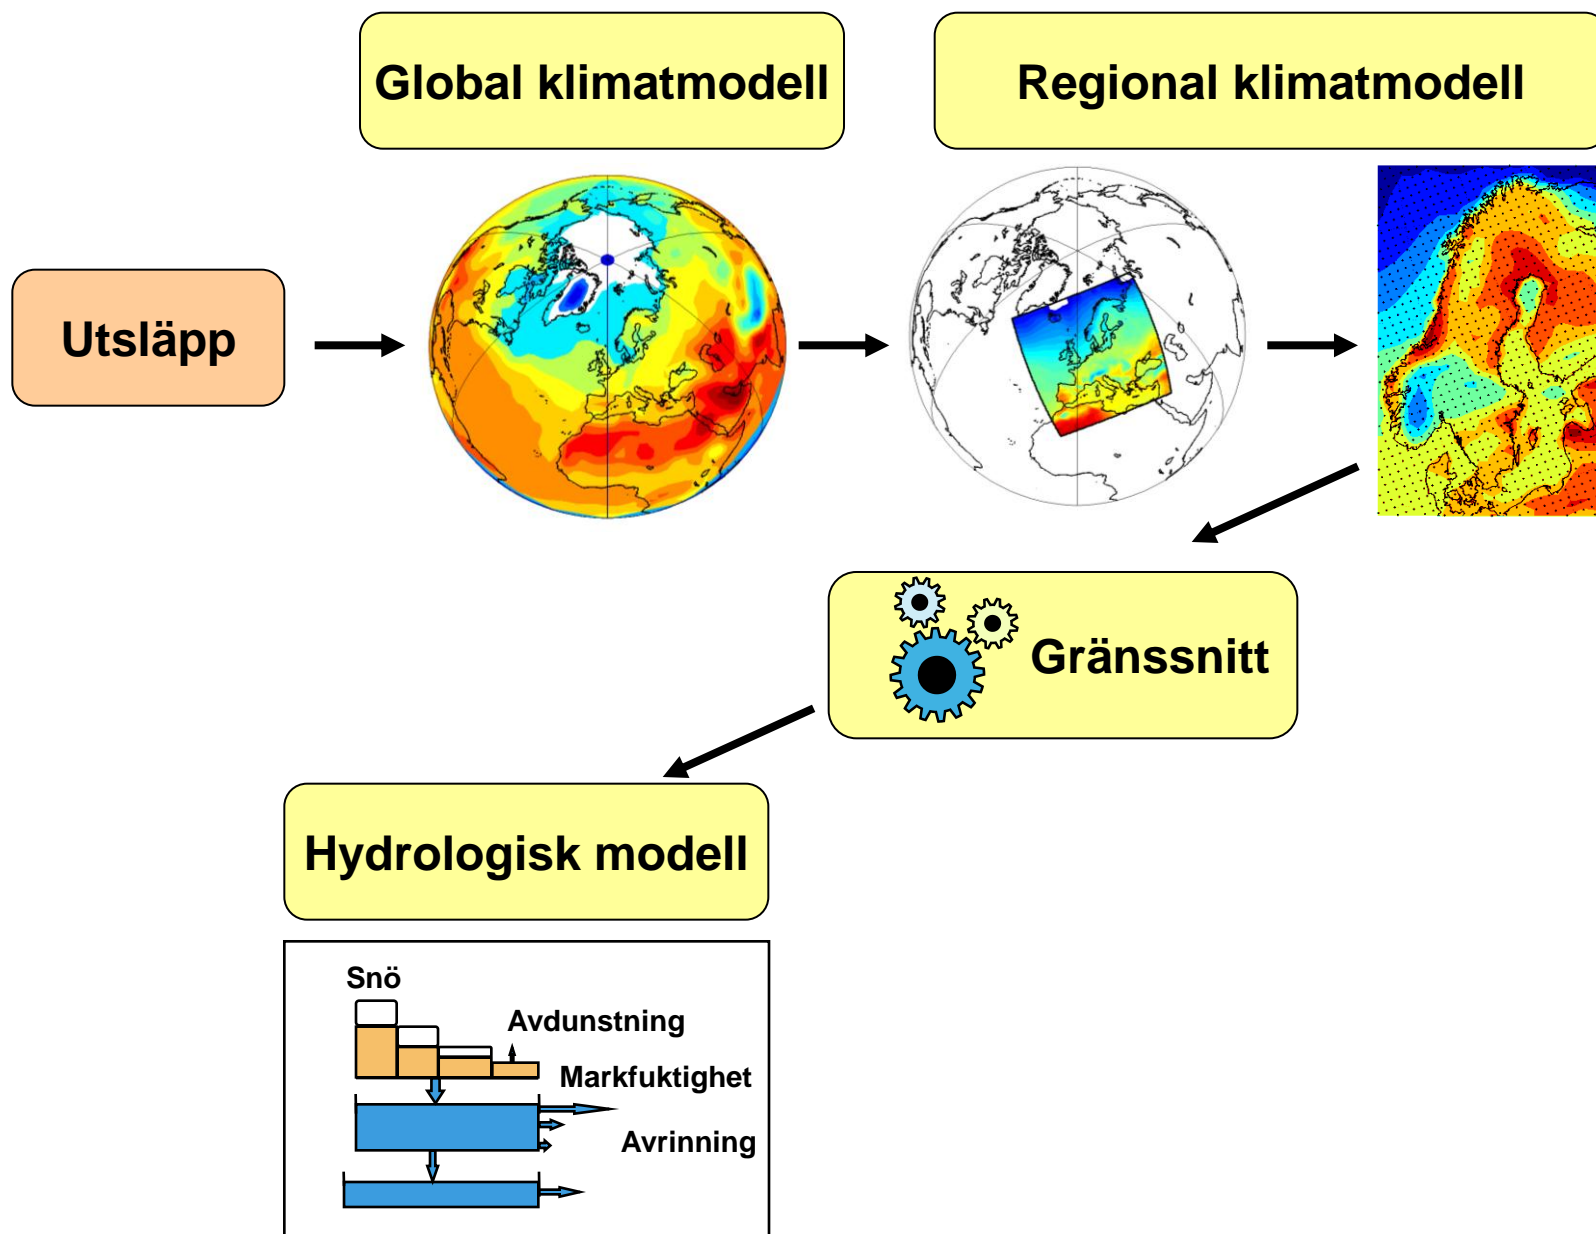 Global klimatmodell
Regional klimatmodell
Utsläpp
Gränssnitt
Hydrologisk modell
Snö
Avdunstning
Markfuktighet
Avrinning